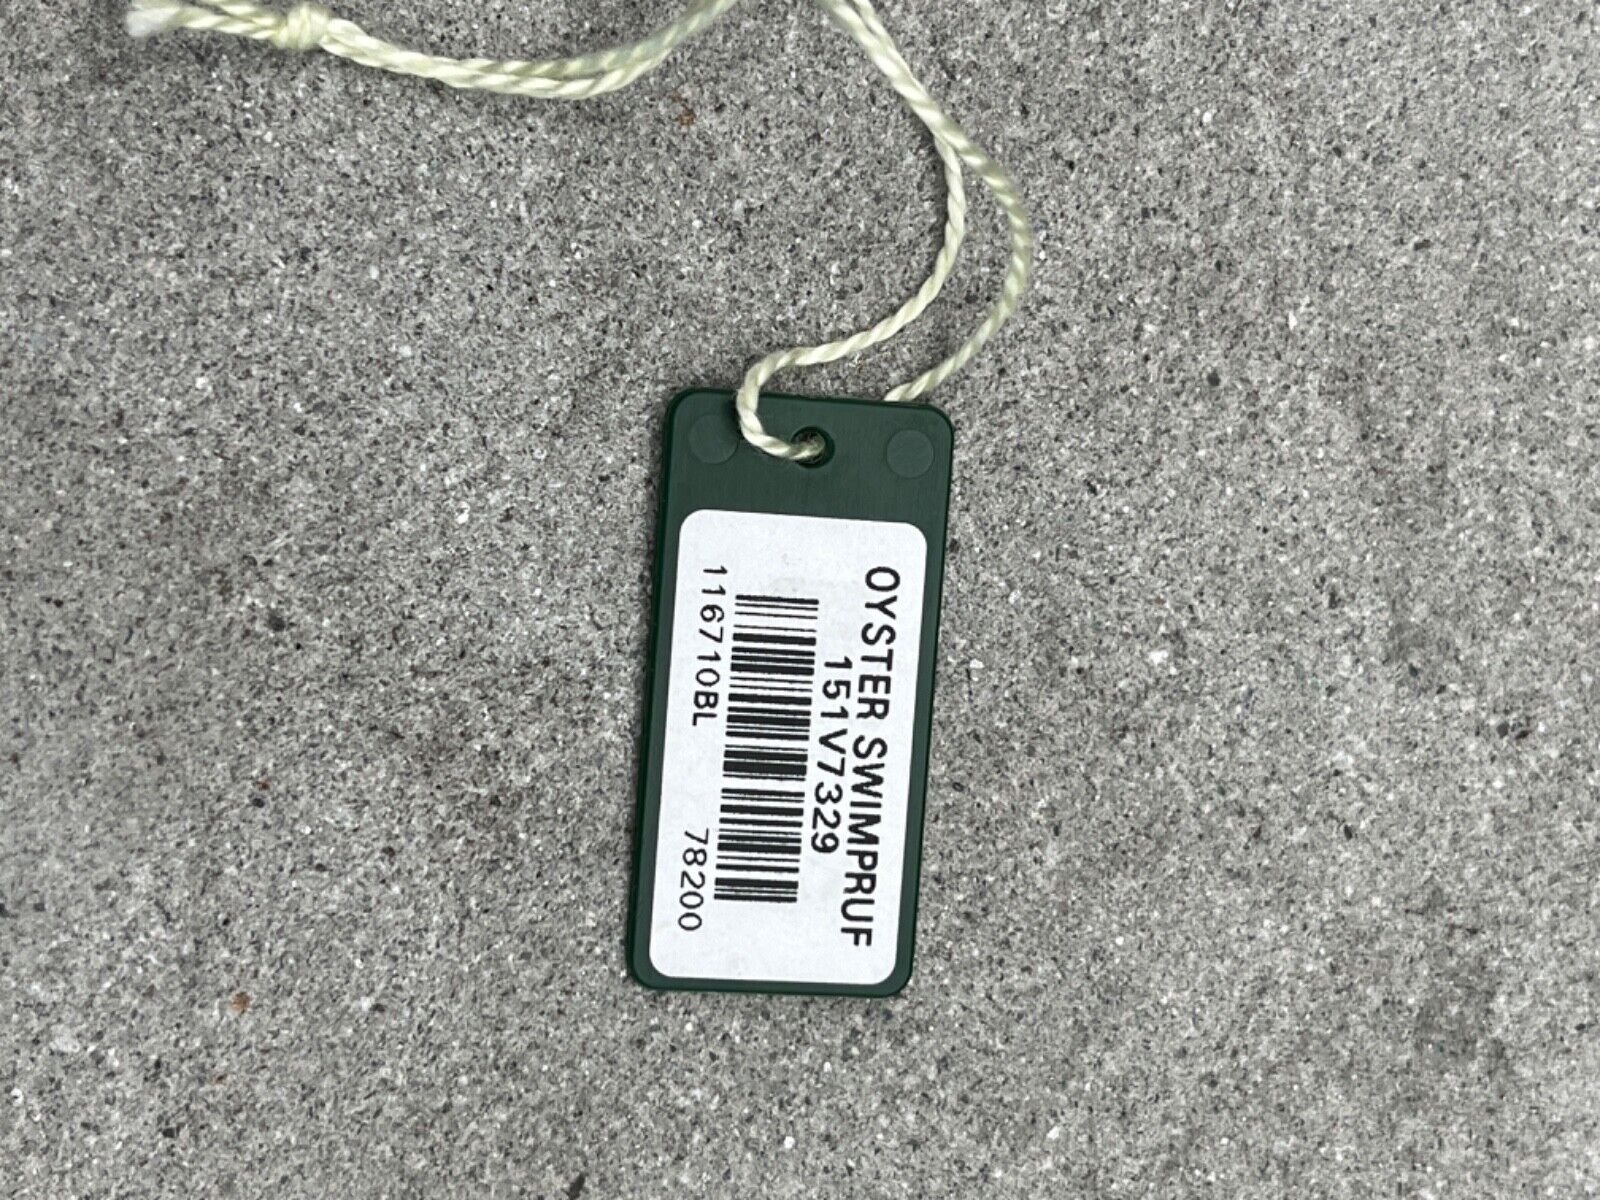 OYSTER SWIMPRUF
151V7329
116710BL 78200